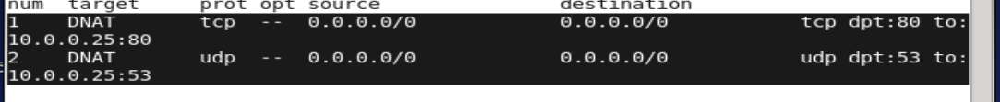 num  target     prot opt source               destination
1    DNAT       tcp  --  0.0.0.0/0            0.0.0.0/0            tcp dpt:80 to:
10.0.0.25:80
2    DNAT       udp  --  0.0.0.0/0            0.0.0.0/0            udp dpt:53 to:
10.0.0.25:53